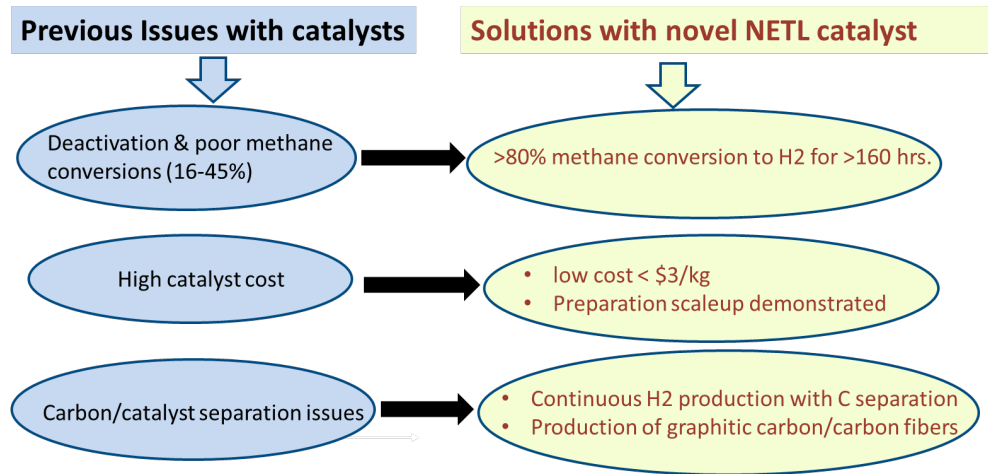 Previous Issues with catalysts
Solutions with novel NETL catalyst
Deactivation & poor methane
conversions (16-45%)
>80% methane conversion to H2 for >160 hrs.
High catalyst cost
• low cost < $3/kg
• Preparation scaleup demonstrated
Carbon/catalyst separation issues
• Continuous H2 production with C separation
• Production of graphitic carbon/carbon fibers